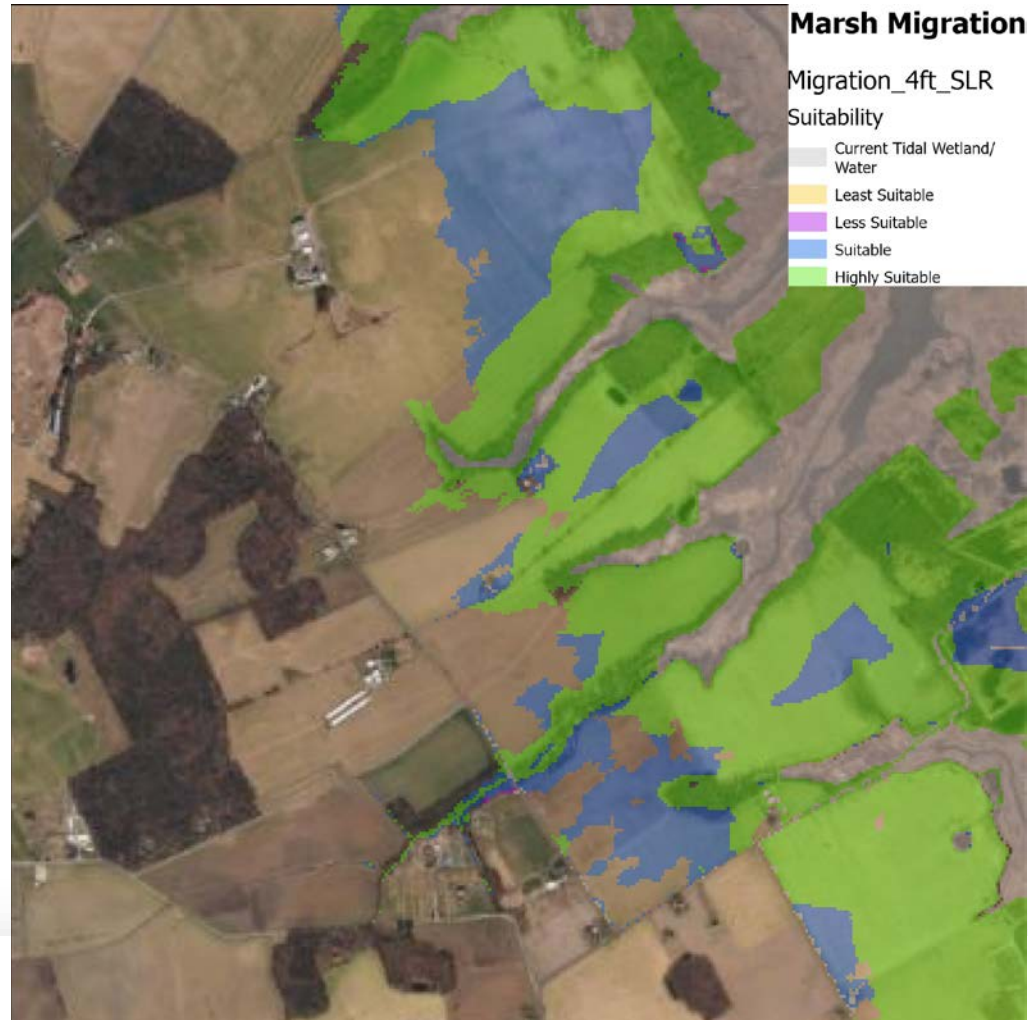 Marsh Migration
Migration_4ft_SLR
Suitability
Current Tidal Wetland/
Water
Least Suitable
Less Suitable
Suitable
Highly Suitable